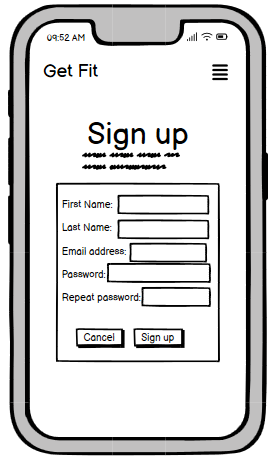 09:52 AM
Get Fit
Sign up
First Name:
Last Name:
Email address:
Password:
Repeat password:
Cancel Sign up